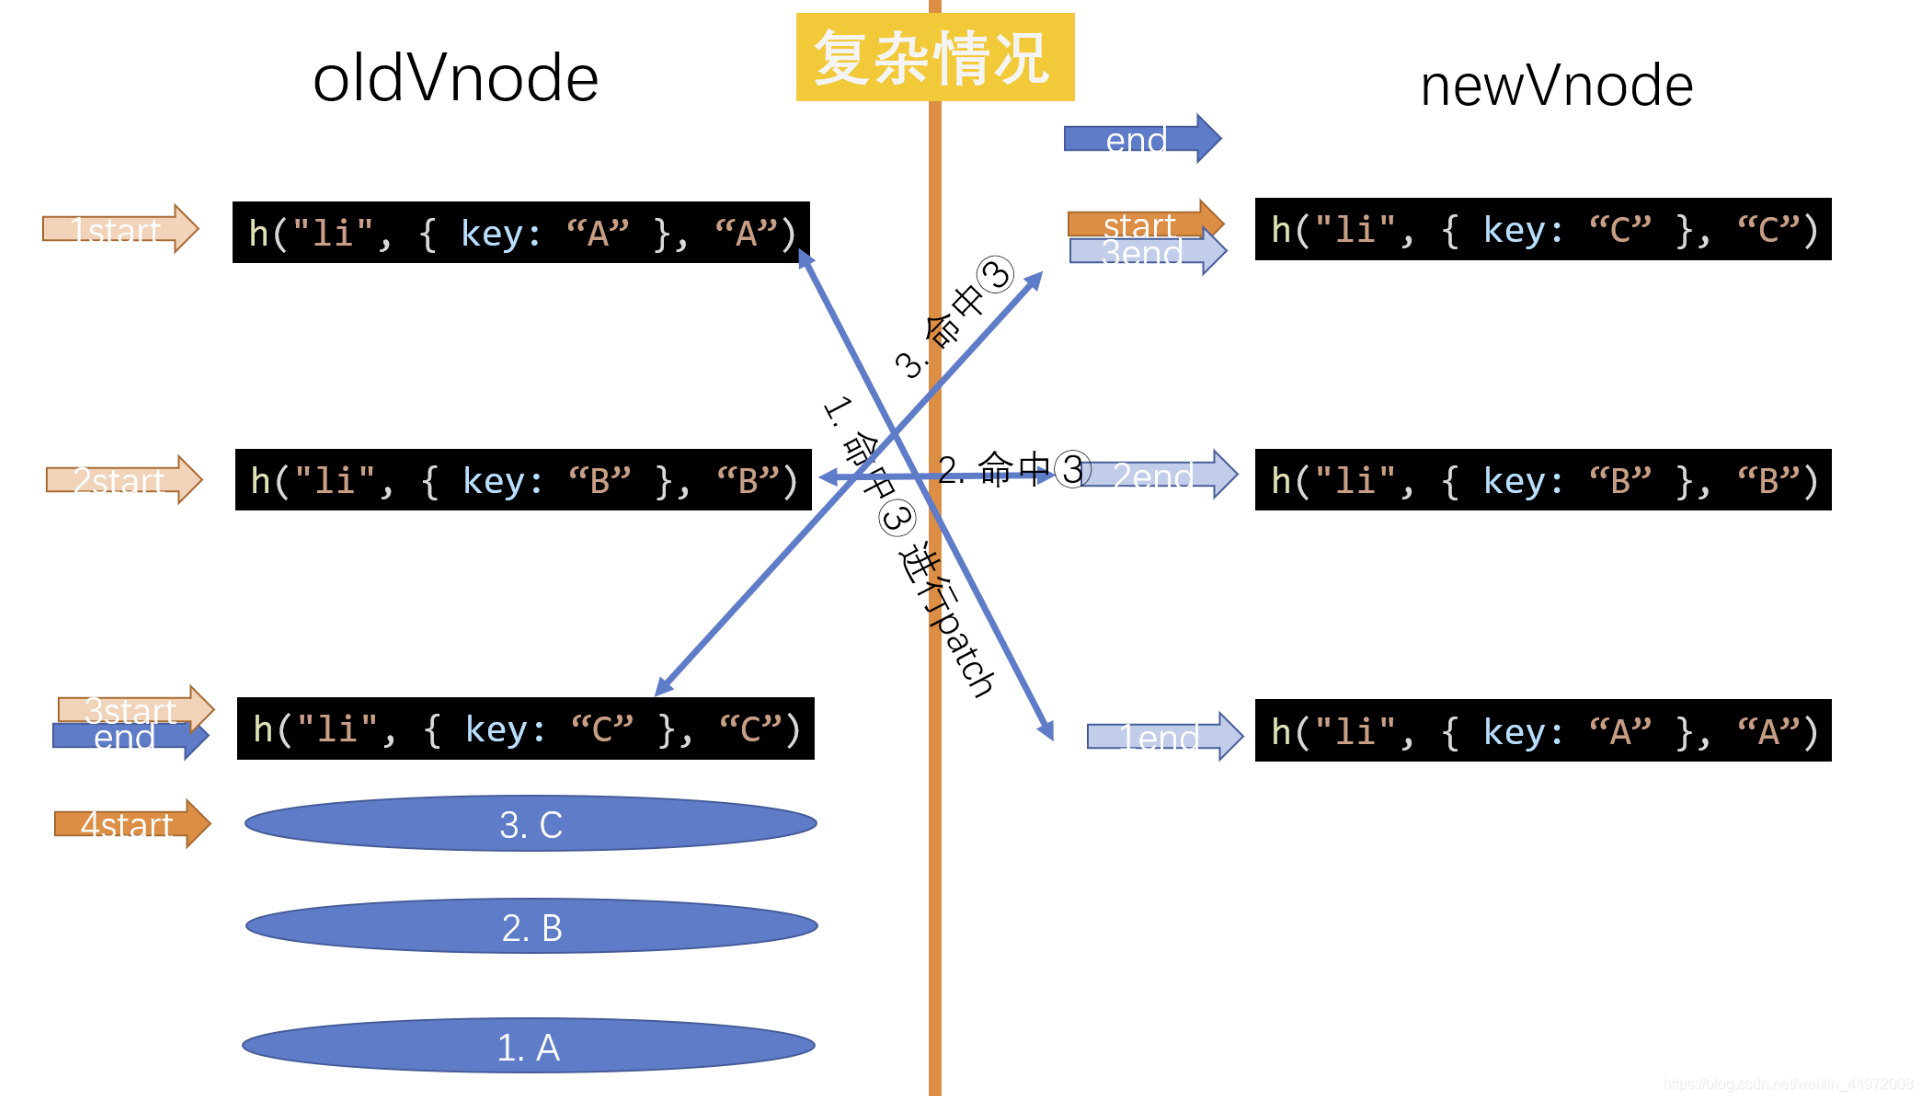 复杂情况
oldVnode
newVnode
end
1start
h("li", { key: “A” }, “A”)
start
3end
h("li", { key: “C” }, “C”)
3. 命中③
1. 命中③ 进行patch
2start
h("li", { key: “B” }, “B”)
2. 命中③
2end
h("li", { key: “B” }, “B”)
3start
end
h("li", { key: “C” }, “C”)
1end
h("li", { key: “A” }, “A”)
4start
3. C
2. B
1. A
https://blog.csdn.net/weixin_44972008